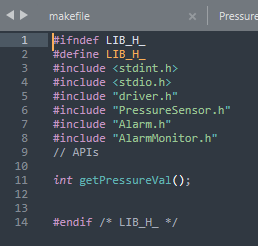 makefile
Pressure
1 #ifndef LIB_H_
2 #define LIB_H_
3 #include <stdint.h>
4 #include <stdio.h>
5 #include "driver.h"
6 #include "PressureSensor.h"
7 #include "Alarm.h"
8 #include "AlarmMonitor.h"
9 // APIs
10
11 int getPressureVal();
12
13
14 #endif /* LIB_H_ */